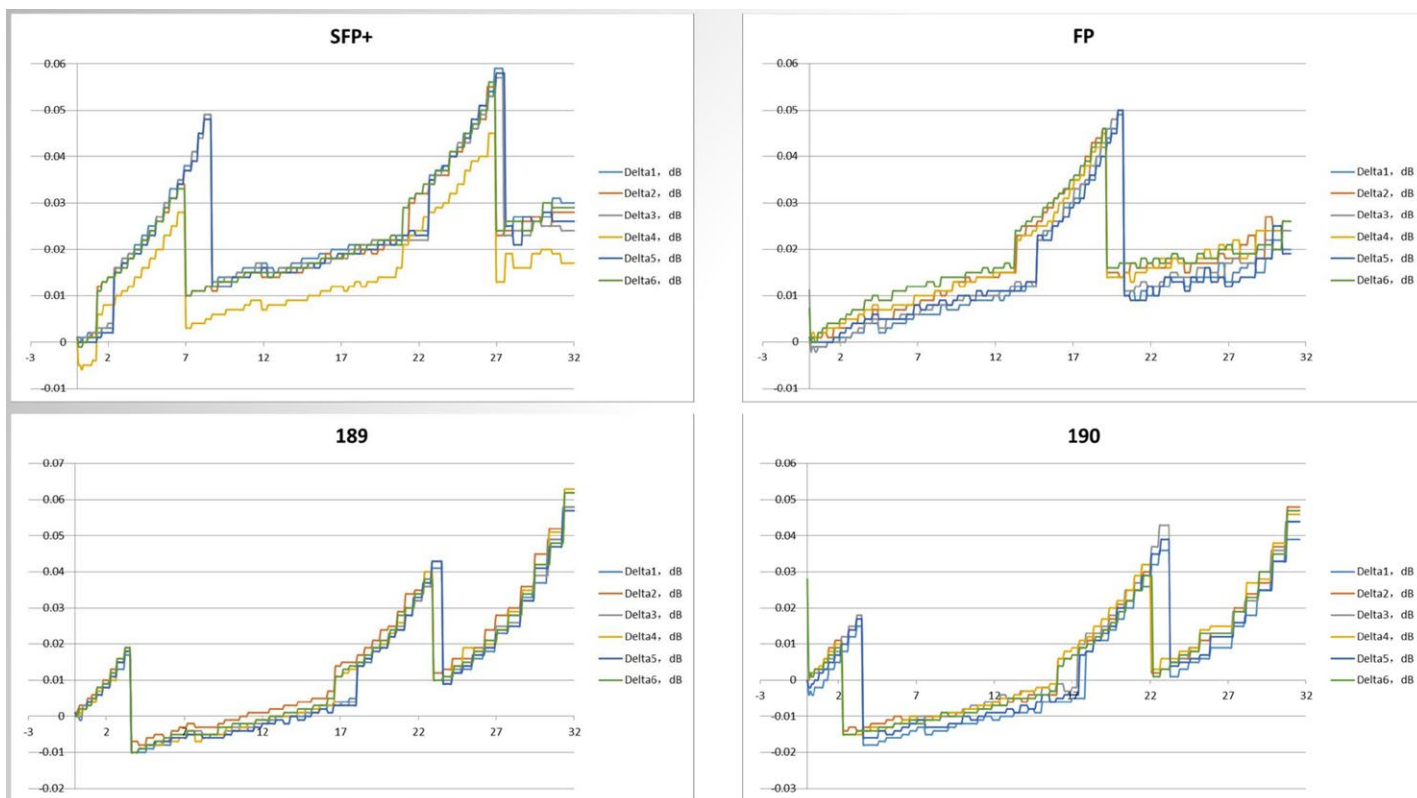 SFP+
0.06
0.05
0.04
0.03
0.02
0.01
0
-0.01
-3 2 7 12 17 22 27 32
Delta1，dB
Delta2，dB
Delta3，dB
Delta4，dB
Delta5，dB
Delta6，dB
FP
0.06
0.05
0.04
0.03
0.02
0.01
0
-0.01
-3 2 7 12 17 22 27 32
Delta1，dB
Delta2，dB
Delta3，dB
Delta4，dB
Delta5，dB
Delta6，dB
189
0.07
0.06
0.05
0.04
0.03
0.02
0.01
0
-0.01
-0.02
-3 2 7 12 17 22 27 32
Delta1，dB
Delta2，dB
Delta3，dB
Delta4，dB
Delta5，dB
Delta6，dB
190
0.06
0.05
0.04
0.03
0.02
0.01
0
-0.01
-0.02
-0.03
-3 2 7 12 17 22 27 32
Delta1，dB
Delta2，dB
Delta3，dB
Delta4，dB
Delta5，dB
Delta6，dB